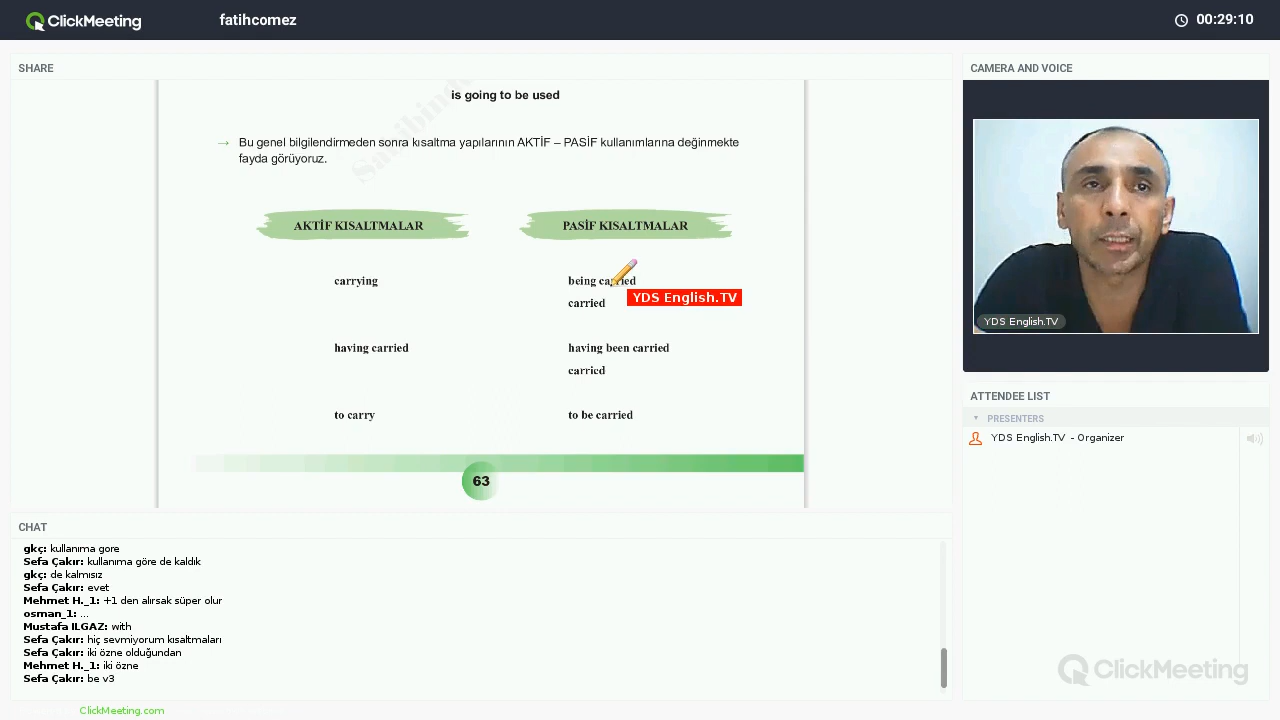 ClickMeeting
fatihcomez
00:29:10
SHARE
is going to be used
→ Bu genel bilgilendirmeden sonra kısaltma yapılarının AKTİF – PASİF kullanımlarına değinmekte
fayda görüyoruz.
AKTİF KISALTMALAR
PASİF KISALTMALAR
carrying
being carried
carried
YDS English.TV
having carried
having been carried
carried
to carry
to be carried
63
CAMERA AND VOICE
YDS English.TV
ATTENDEE LIST
PRESENTERS
YDS English.TV - Organizer
CHAT
gkç: kullanıma gore
Sefa Çakır: kullanıma göre de kaldık
gkç: de kalmısız
Sefa Çakır: evet
Mehmet H._1: +1 den alırsak süper olur
osman_1: ...
Mustafa ILGAZ: with
Sefa Çakır: hiç sevmiyorum kısaltmaları
Sefa Çakır: iki özne olduğundan
Mehmet H._1: iki özne
Sefa Çakır: be v3
ClickMeeting
ClickMeeting.com